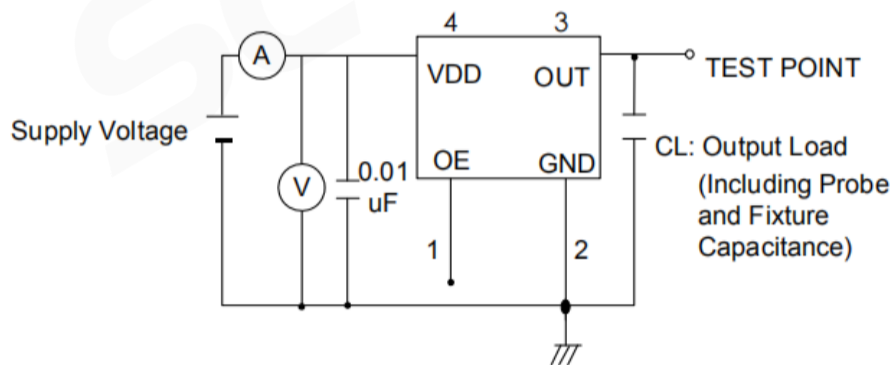 4
3
A
VDD
OUT
TEST POINT
Supply Voltage
V
0.01
uF
OE
GND
CL: Output Load
(Including Probe
and Fixture
Capacitance)
1
2